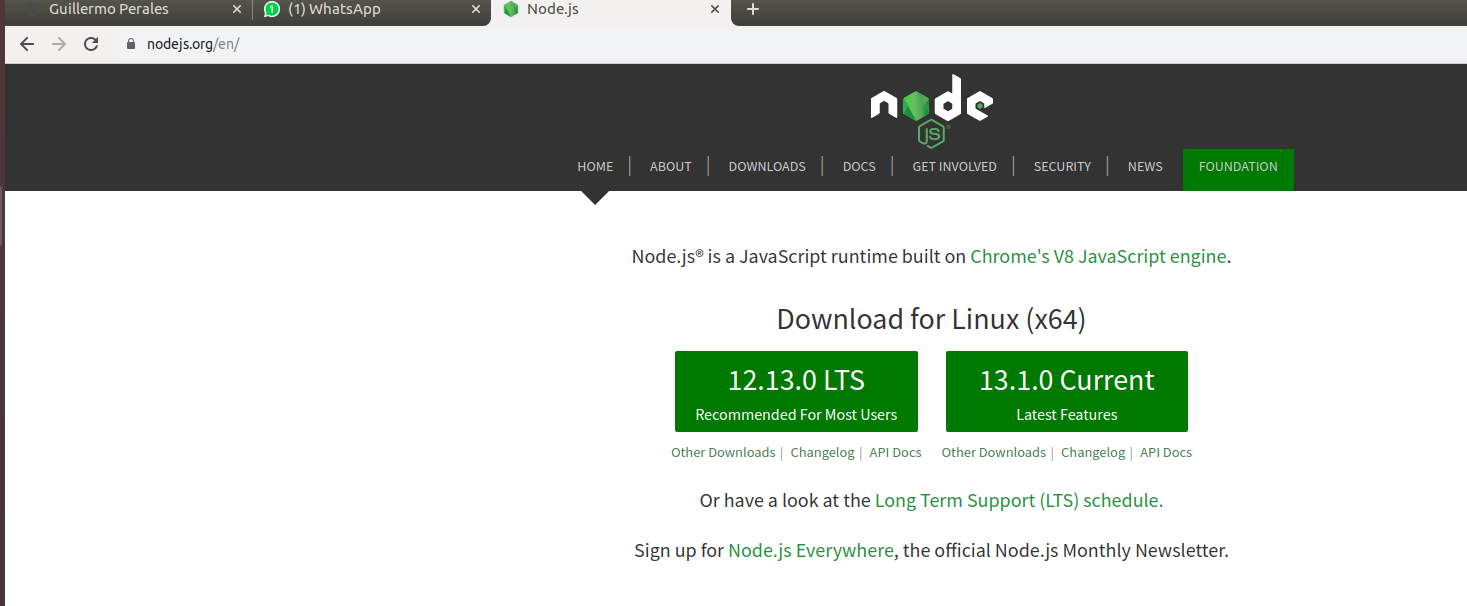 Guillermo Perales
1 (1) WhatsApp
Node.js
nodejs.org/en/
node
JS
HOME | ABOUT | DOWNLOADS | DOCS | GET INVOLVED | SECURITY | NEWS FOUNDATION
Node.js® is a JavaScript runtime built on Chrome's V8 JavaScript engine.
Download for Linux (x64)
12.13.0 LTS
Recommended For Most Users
13.1.0 Current
Latest Features
Other Downloads | Changelog | API Docs
Other Downloads | Changelog | API Docs
Or have a look at the Long Term Support (LTS) schedule.
Sign up for Node.js Everywhere, the official Node.js Monthly Newsletter.